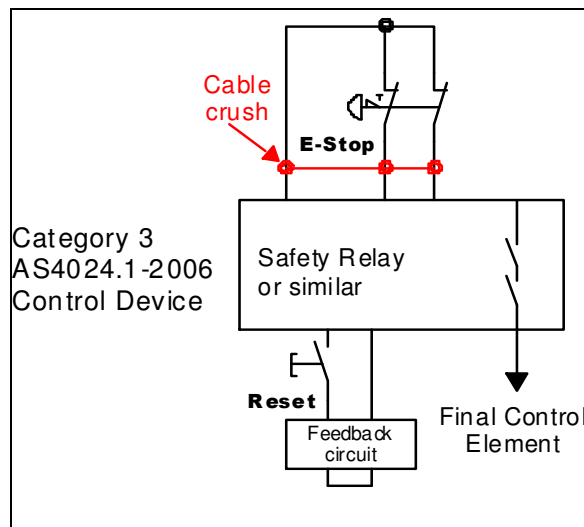 Cable
crush
E-Stop
Category 3
AS4024.1-2006
Control Device
Safety Relay
or similar
Reset
Feedback
circuit
Final Control
Element